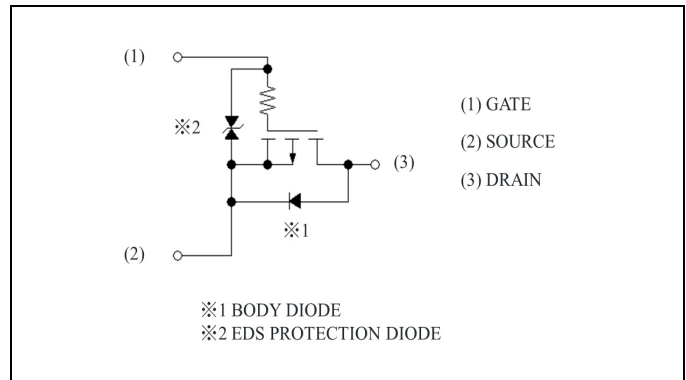 (1)
(1) GATE
※2
(2) SOURCE
(3)
(3) DRAIN
※1
(2)
※1 BODY DIODE
※2 EDS PROTECTION DIODE